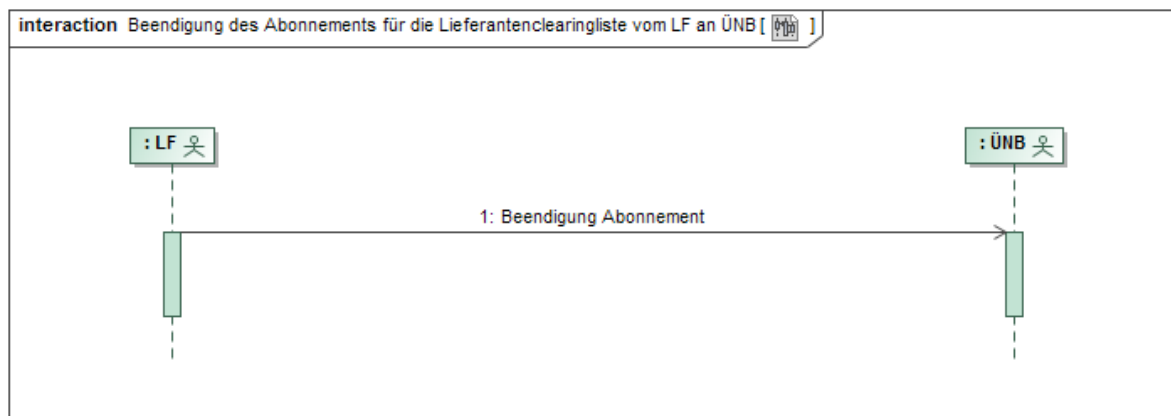 interaction Beendigung des Abonnements für die Lieferantenclearingliste vom LF an ÜNB [ ]
: LF
: ÜNB
1: Beendigung Abonnement